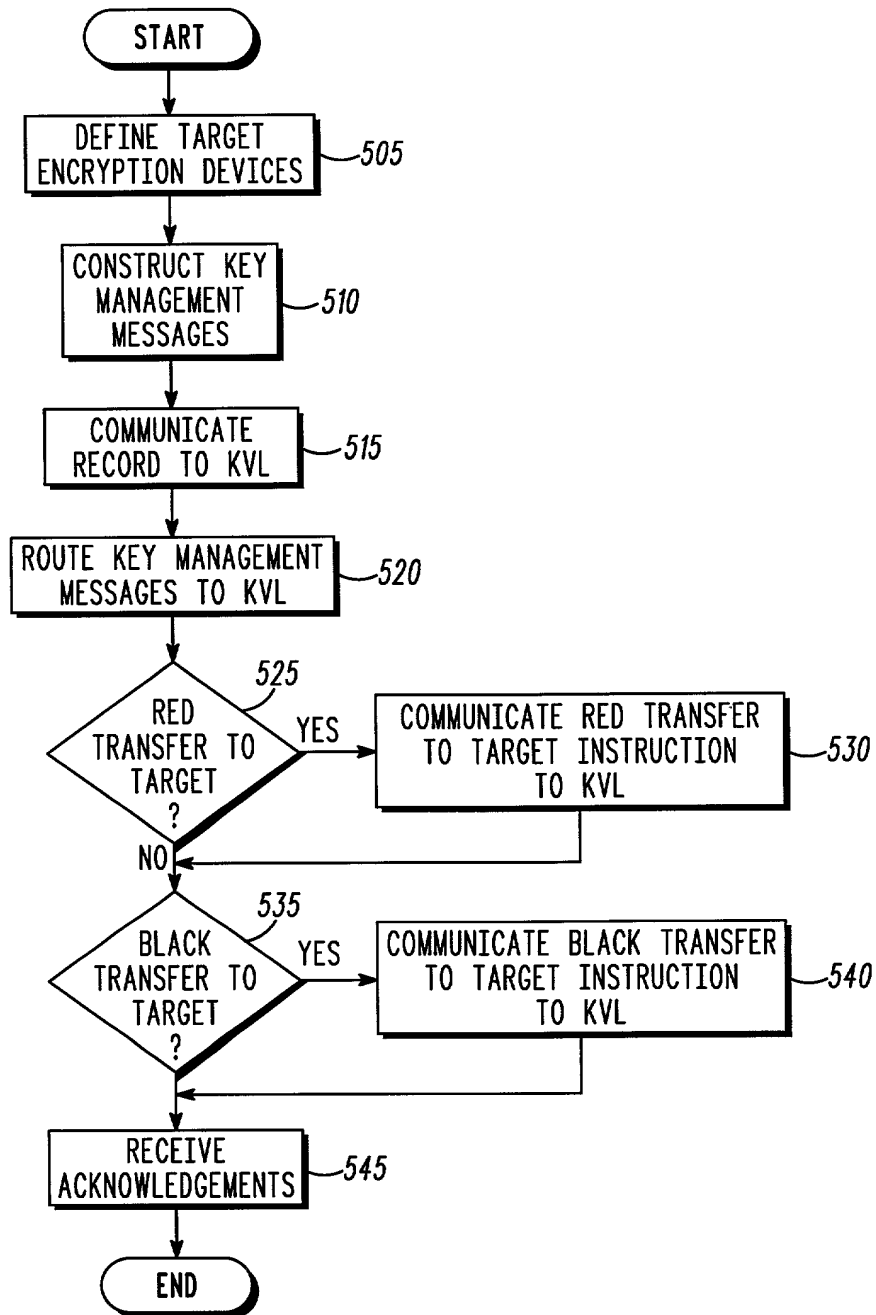 START
DEFINE TARGET
ENCRYPTION DEVICES
505
CONSTRUCT KEY
MANAGEMENT
MESSAGES
510
COMMUNICATE
RECORD TO KVL
515
ROUTE KEY MANAGEMENT
MESSAGES TO KVL
520
525
RED
TRANSFER TO
TARGET
?
YES
COMMUNICATE RED TRANSFER
TO TARGET INSTRUCTION
TO KVL
530
NO
535
BLACK
TRANSFER TO
TARGET
?
YES
COMMUNICATE BLACK TRANSFER
TO TARGET INSTRUCTION
TO KVL
540
RECEIVE
ACKNOWLEDGEMENTS
545
END